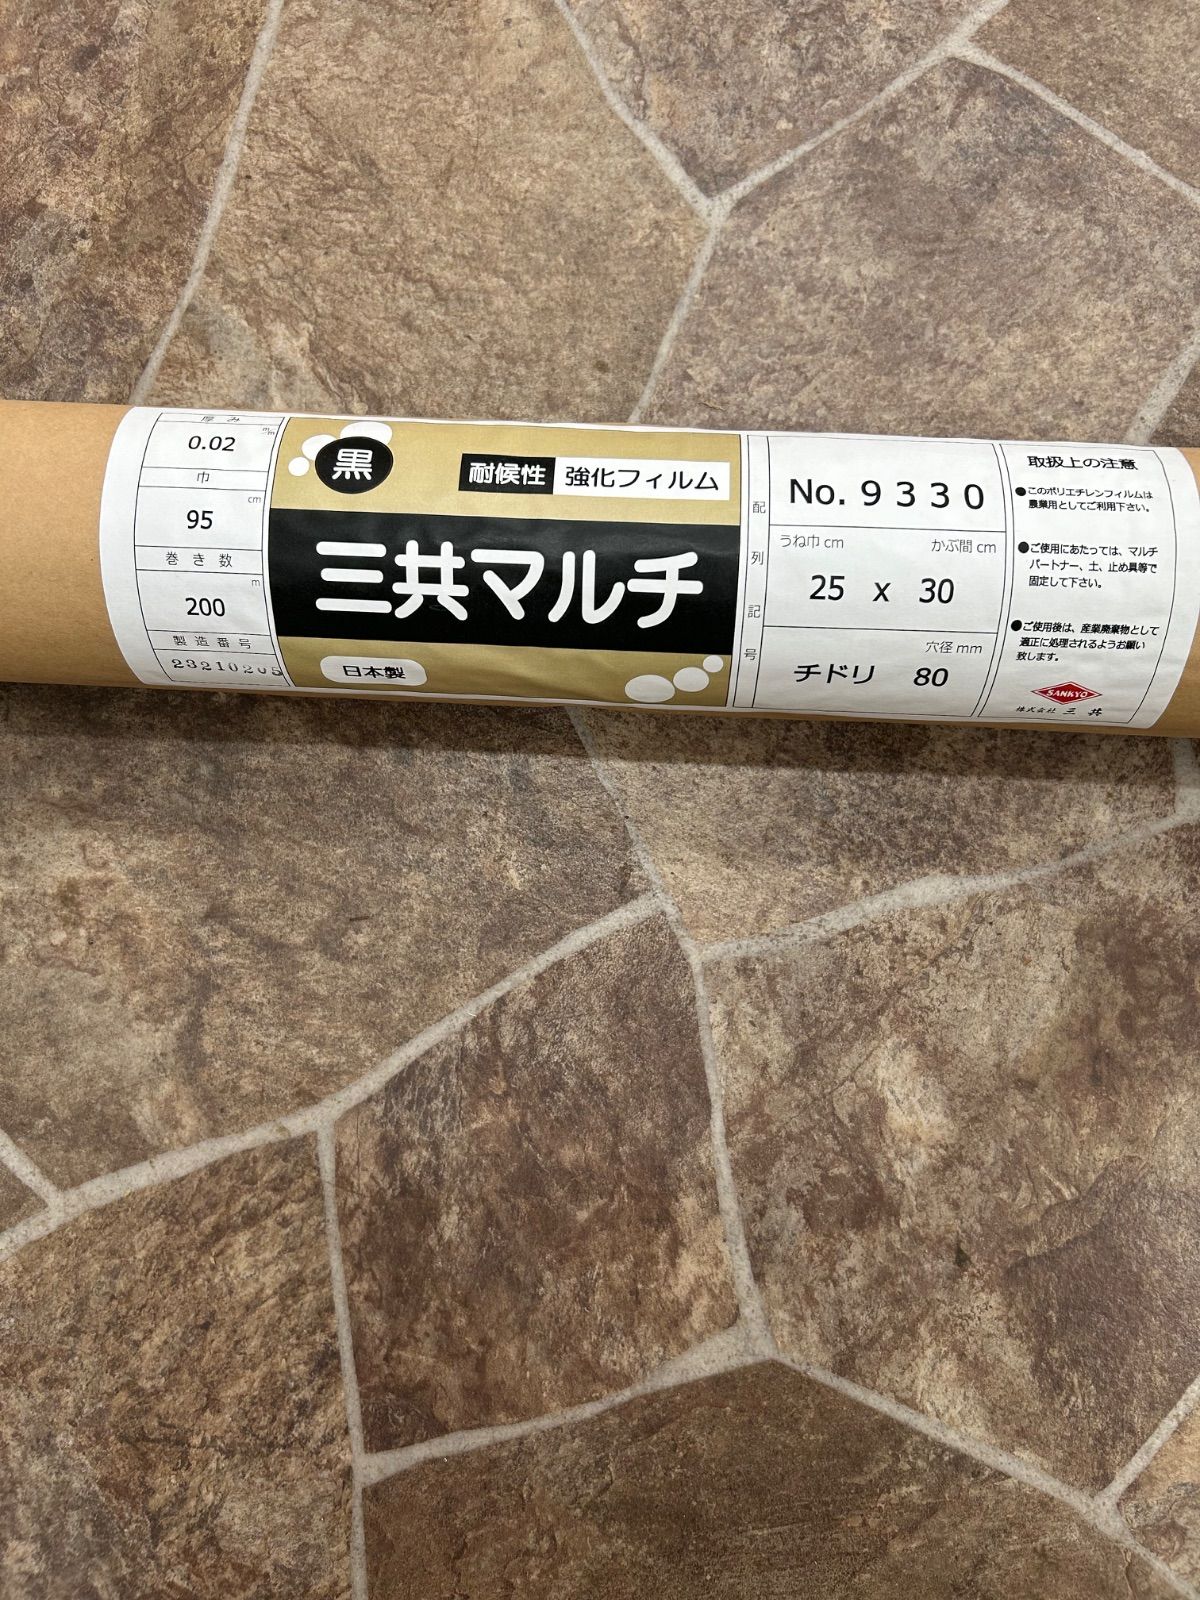 厚み
m/m
0.02
巾
cm
95
巻き数
m
200
製造番号
23210205
黒
耐候性 強化フィルム
三共マルチ
日本製
配列記号
No. 9330
うね巾 cm かぶ間 cm
25 x 30
穴径 mm
チドリ 80
取扱上の注意
●このポリエチレンフィルムは
農業用としてご利用下さい。
●ご使用にあたっては、マルチ
パートナー、土、止め具等で
固定して下さい。
●ご使用後は、産業廃棄物として
適正に処理されるようお願い
致します。
SANKYO
株式会社 三共